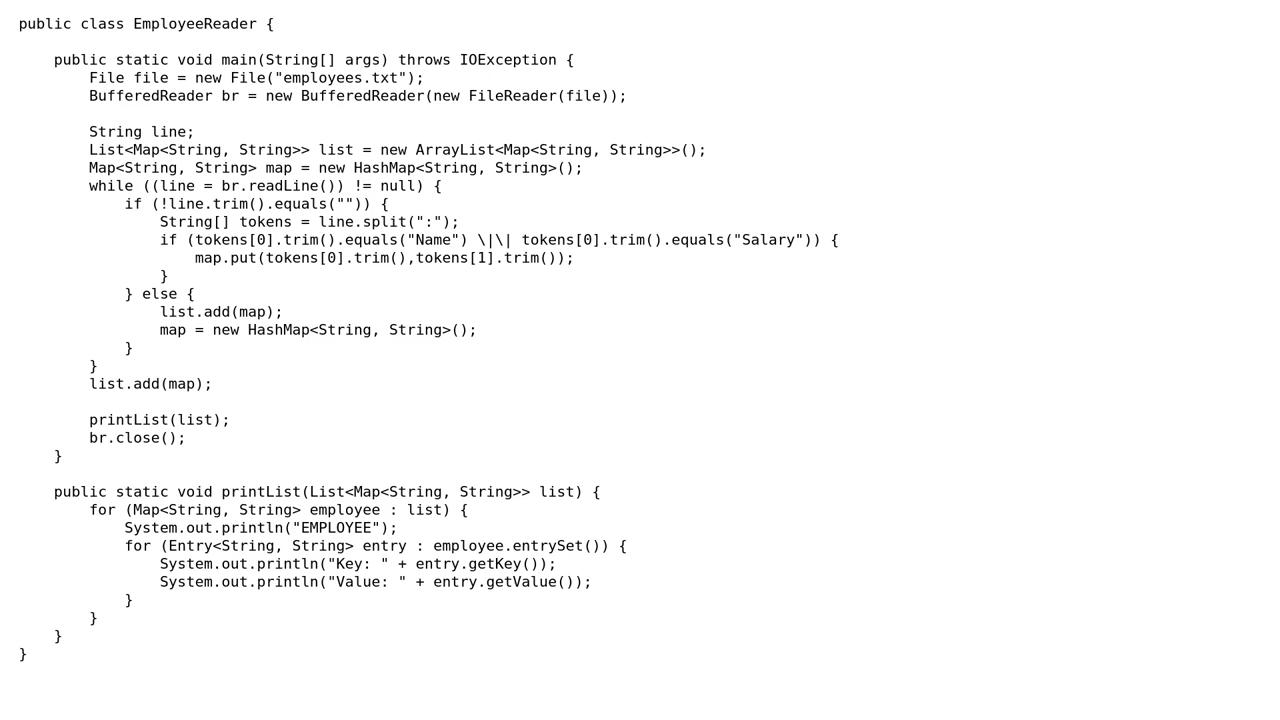 public class EmployeeReader {

    public static void main(String[] args) throws IOException {
        File file = new File("employees.txt");
        BufferedReader br = new BufferedReader(new FileReader(file));

        String line;
        List<Map<String, String>> list = new ArrayList<Map<String, String>>();
        Map<String, String> map = new HashMap<String, String>();
        while ((line = br.readLine()) != null) {
            if (!line.trim().equals("")) {
                String[] tokens = line.split(":");
                if (tokens[0].trim().equals("Name") \|\| tokens[0].trim().equals("Salary")) {
                    map.put(tokens[0].trim(),tokens[1].trim());
                }
            } else {
                list.add(map);
                map = new HashMap<String, String>();
            }
        }
        list.add(map);

        printList(list);
        br.close();
    }

    public static void printList(List<Map<String, String>> list) {
        for (Map<String, String> employee : list) {
            System.out.println("EMPLOYEE");
            for (Entry<String, String> entry : employee.entrySet()) {
                System.out.println("Key: " + entry.getKey());
                System.out.println("Value: " + entry.getValue());
            }
        }
    }
}